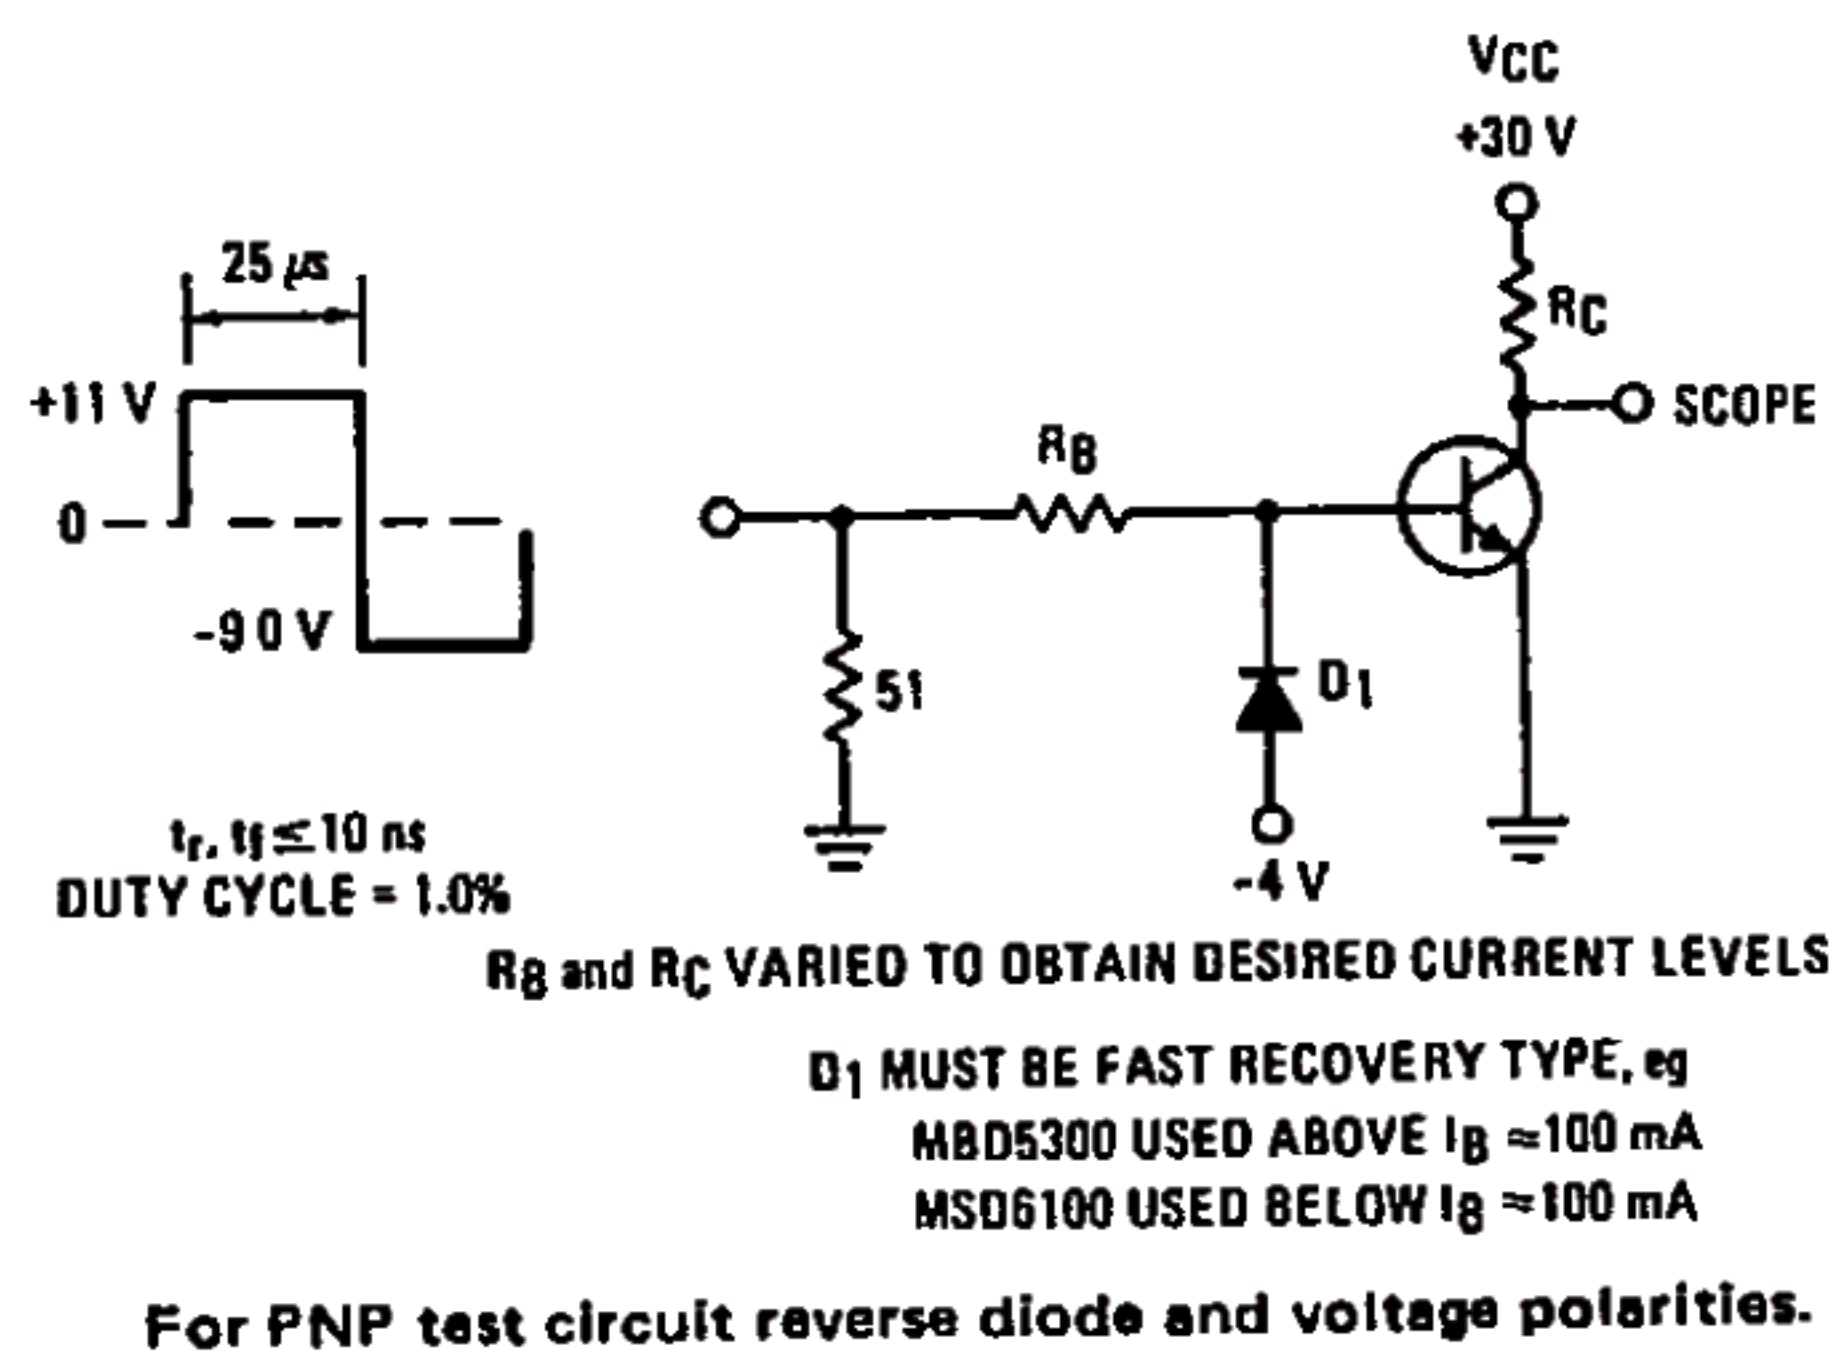 VCC
+30 V
25 µs
RC
+11 V
SCOPE
RB
0
-90 V
51
D1
-4 V
tr, tf ≤ 10 ns
DUTY CYCLE = 1.0%
RB and RC VARIED TO OBTAIN DESIRED CURRENT LEVELS
D1 MUST BE FAST RECOVERY TYPE, eg
MBD5300 USED ABOVE IB ≈100 mA
MSD6100 USED BELOW IB ≈100 mA
For PNP test circuit reverse diode and voltage polarities.